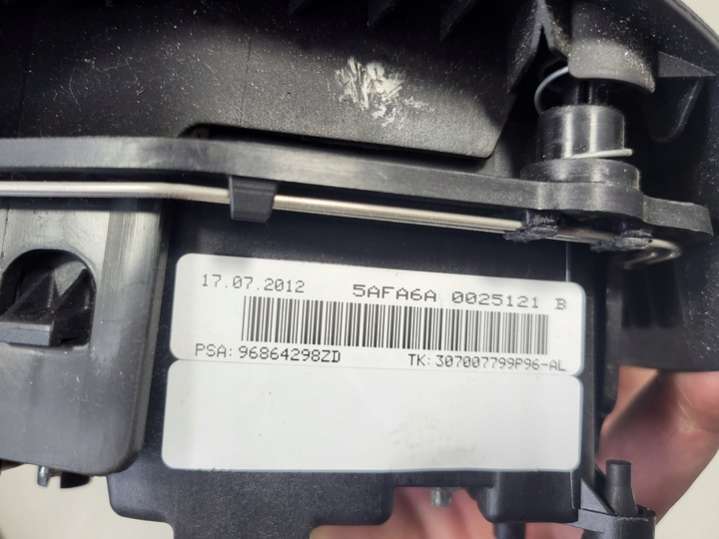 17.07.2012 5AFA6A 0025121 B
PSA: 96864298ZD TK: 307007799P96-AL